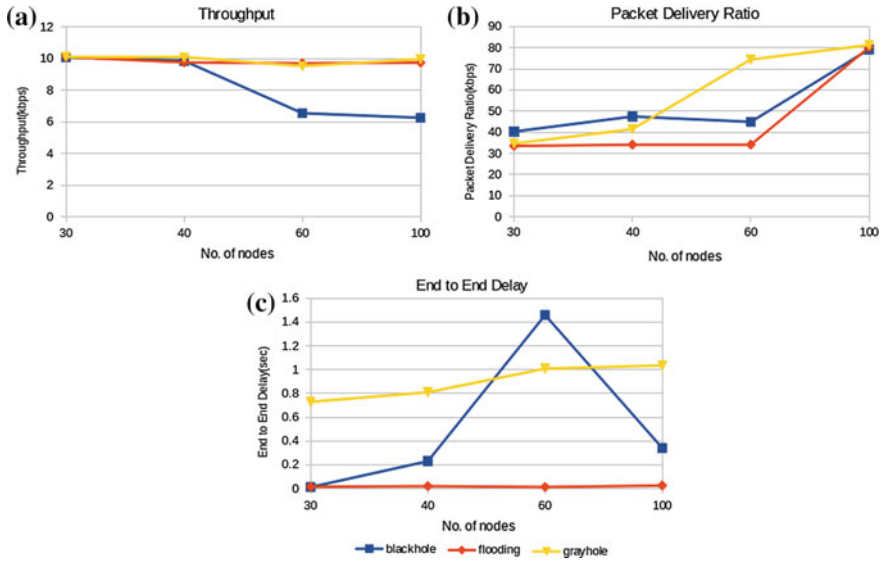 (a)
Throughput
12
10
8
6
4
2
0
Throughput(kbps)
30 40 60 100
No. of nodes
(b)
Packet Delivery Ratio
90
80
70
60
50
40
30
20
10
0
Packet Delivery Ratio(kbps)
30 40 60 100
No. of nodes
(c)
End to End Delay
1.6
1.4
1.2
1
0.8
0.6
0.4
0.2
0
End to End Delay(sec)
30 40 60 100
No. of nodes
blackhole flooding grayhole